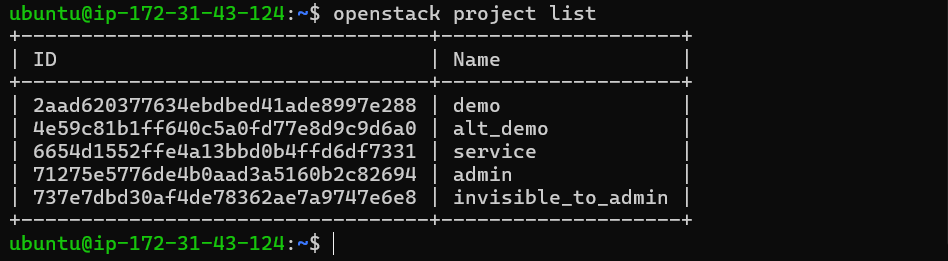 ubuntu@ip-172-31-43-124:~$ openstack project list
+----------------------------------+--------------------+
| ID                               | Name               |
+----------------------------------+--------------------+
| 2aad620377634ebdbed41ade8997e288 | demo               |
| 4e59c81b1ff640c5a0fd77e8d9c9d6a0 | alt_demo           |
| 6654d1552ffe4a13bbd0b4ffd6df7331 | service            |
| 71275e5776de4b0aad3a5160b2c82694 | admin              |
| 737e7dbd30af4de78362ae7a9747e6e8 | invisible_to_admin |
+----------------------------------+--------------------+
ubuntu@ip-172-31-43-124:~$